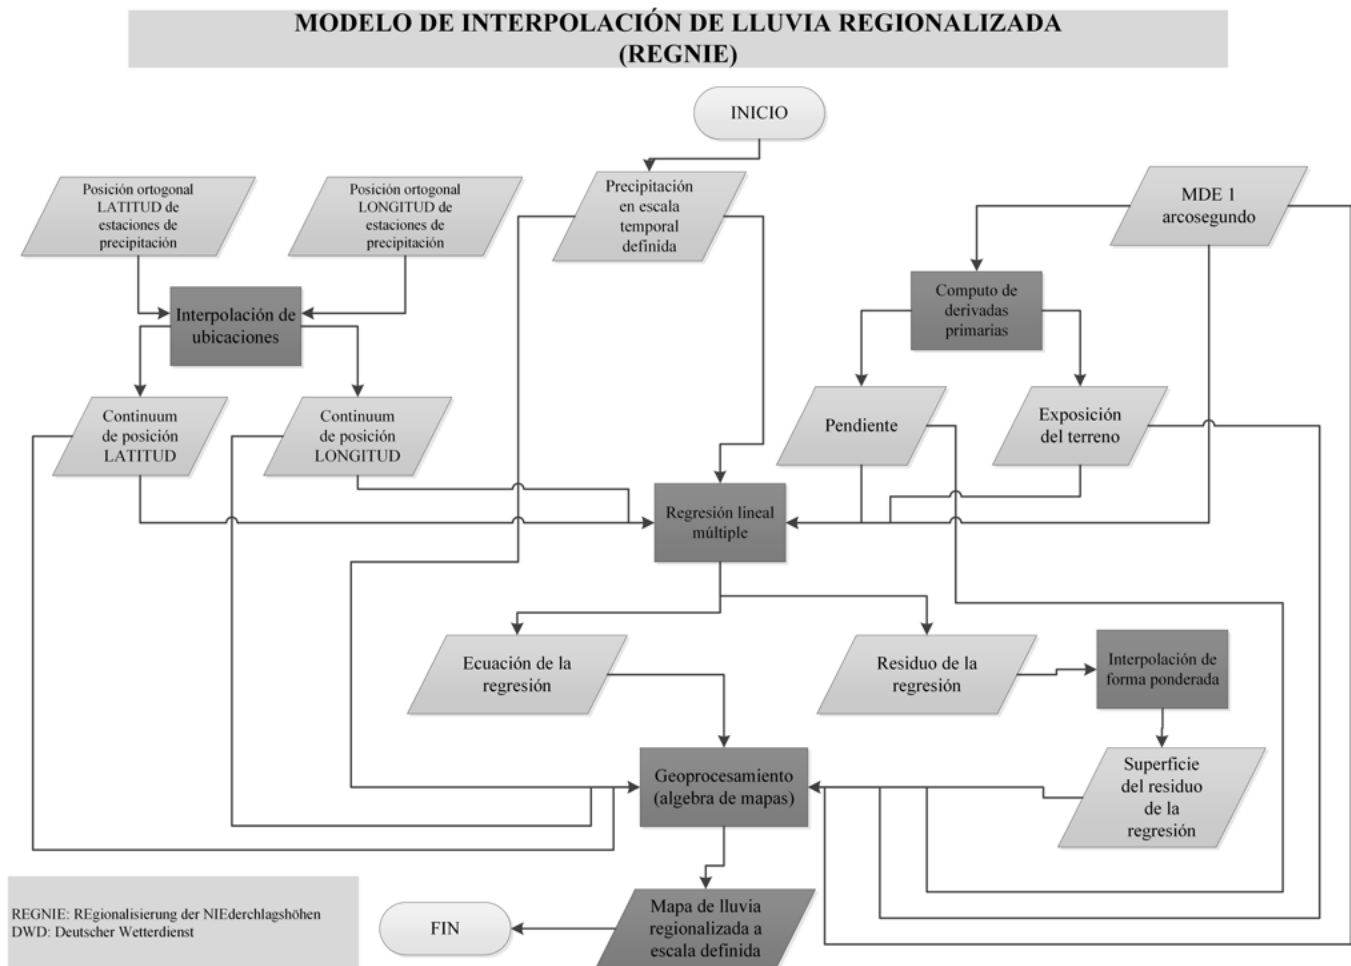 MODELO DE INTERPOLACIÓN DE LLUVIA REGIONALIZADA
(REGNIE)
INICIO
Posición ortogonal
LATITUD de
estaciones de
precipitación
Posición ortogonal
LONGITUD de
estaciones de
precipitación
Precipitación
en escala
temporal
definida
MDE 1
arcosegundo
Interpolación de
ubicaciones
Computo de
derivadas
primarias
Continuum
de posición
LATITUD
Continuum
de posición
LONGITUD
Pendiente
Exposición
del terreno
Regresión lineal
múltiple
Ecuación de la
regresión
Residuo de la
regresión
Interpolación de
forma ponderada
Geoprocesamiento
(algebra de mapas)
Superficie
del residuo
de la
regresión
Mapa de lluvia
regionalizada a
escala definida
FIN
REGNIE: REgionalisierung der NIEderchlagshöhen
DWD: Deutscher Wetterdienst